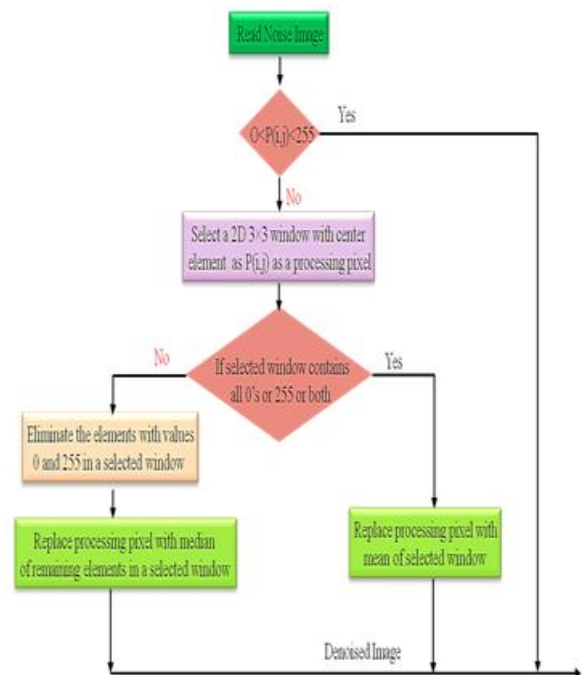 Read Noise Image
0<P(i,j)<255
Yes
No
Select a 2D 3×3 window with center
element as P(i,j) as a processing pixel
If selected window contains
all 0's or 255 or both
No
Yes
Eliminate the elements with values
0 and 255 in a selected window
Replace processing pixel with median
of remaining elements in a selected window
Replace processing pixel with
mean of selected window
Denoised Image